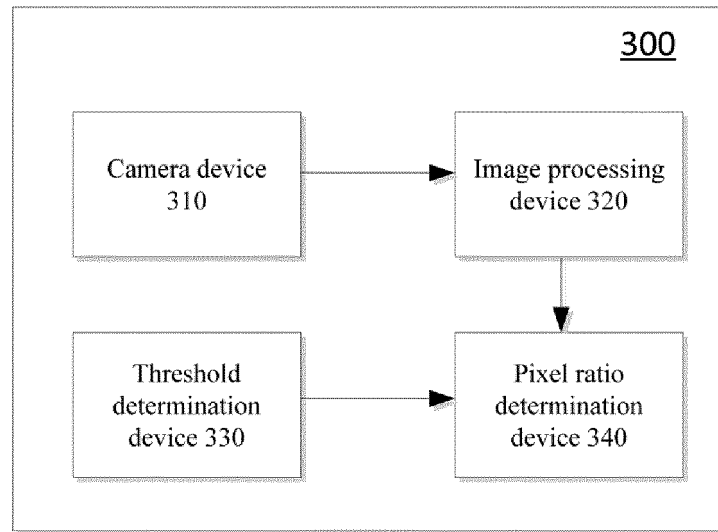 300
Camera device
310
Image processing
device 320
Threshold
determination
device 330
Pixel ratio
determination
device 340